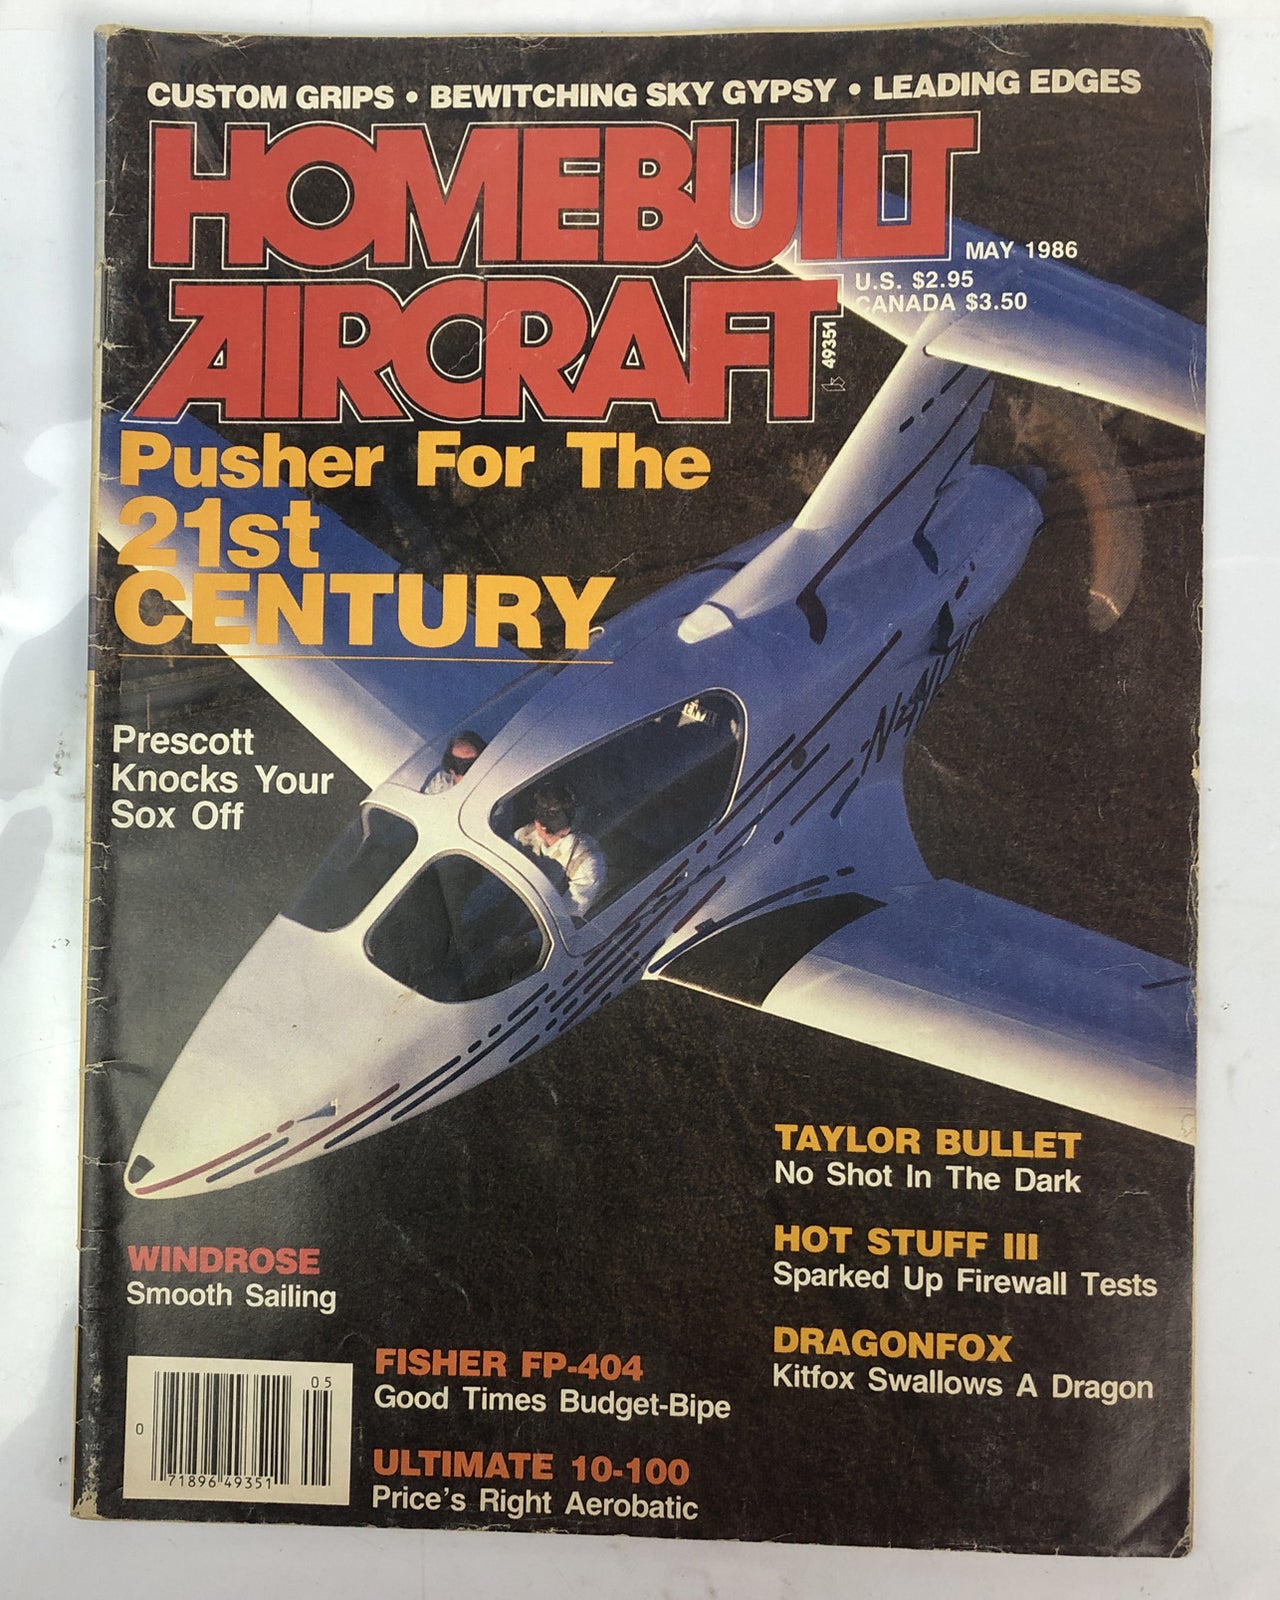 CUSTOM GRIPS • BEWITCHING SKY GYPSY • LEADING EDGES
HOMEBUILT
AIRCRAFT
MAY 1986
U.S. $2.95
CANADA $3.50
49351
Pusher For The
21st
CENTURY
Prescott
Knocks Your
Sox Off
TAYLOR BULLET
No Shot In The Dark
HOT STUFF III
Sparked Up Firewall Tests
DRAGONFOX
Kitfox Swallows A Dragon
WINDROSE
Smooth Sailing
FISHER FP-404
Good Times Budget-Bipe
ULTIMATE 10-100
Price's Right Aerobatic
05
0
71896 49351